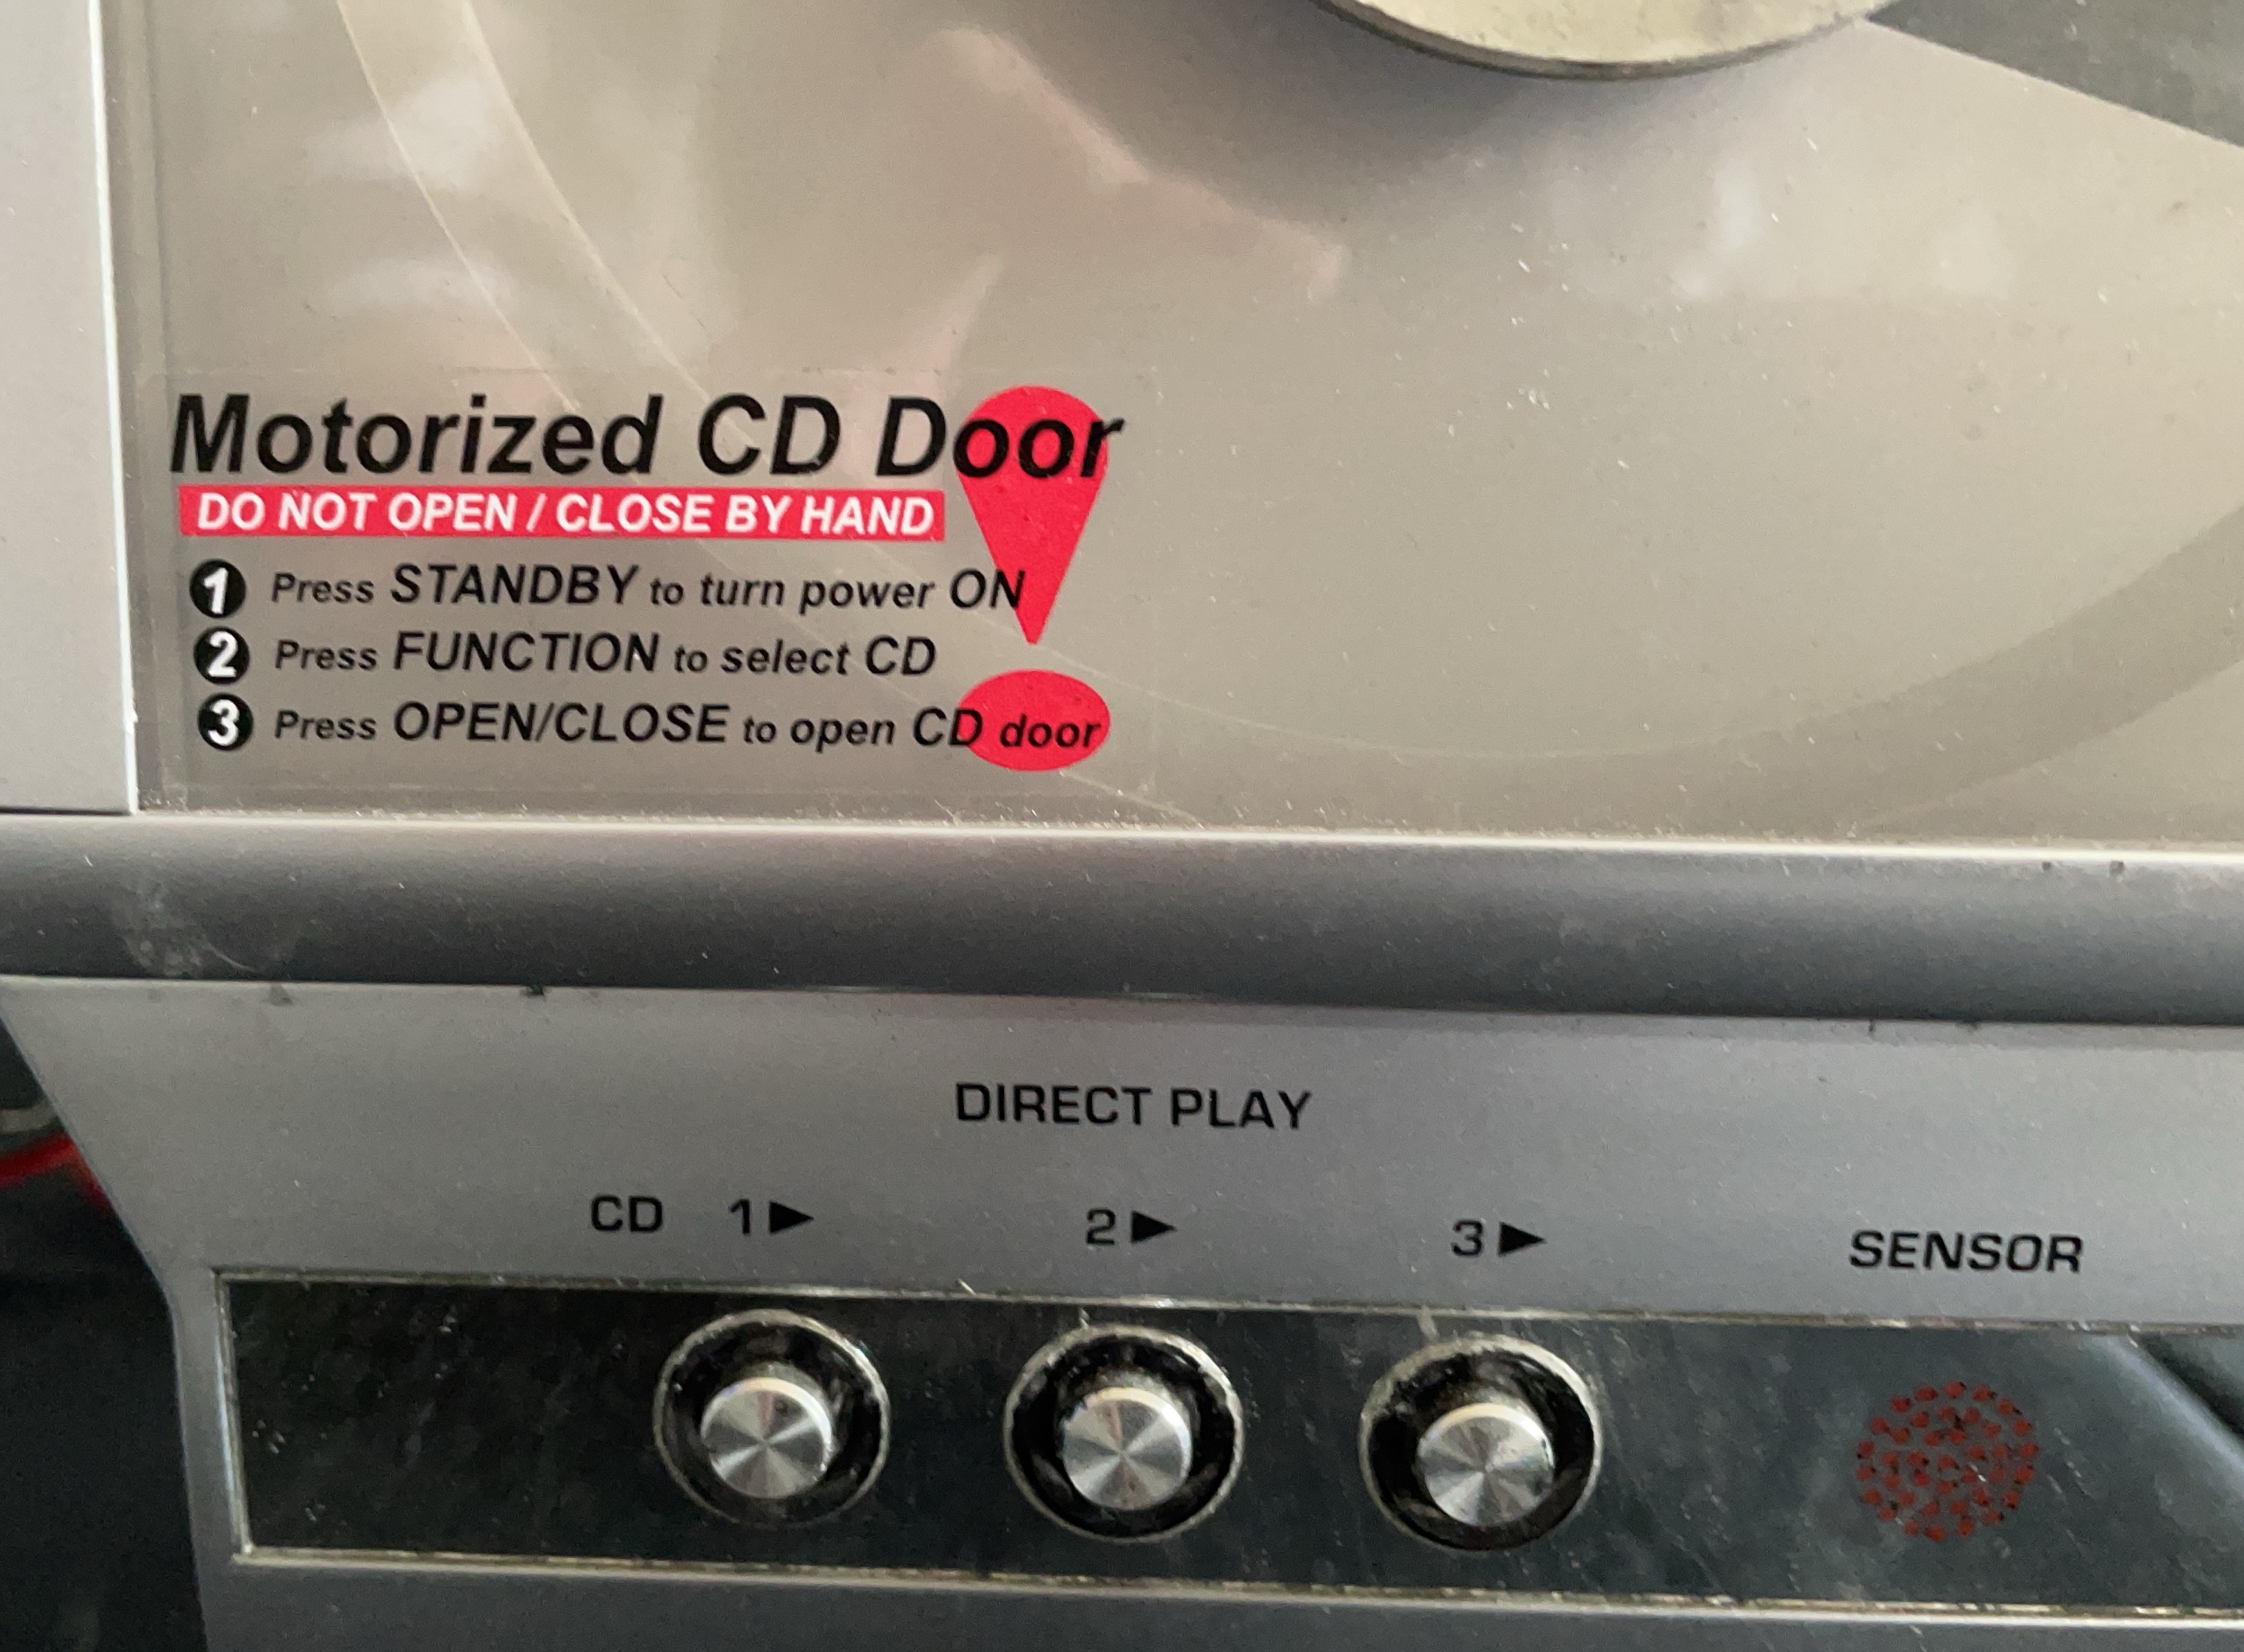 Motorized CD Door
DO NOT OPEN / CLOSE BY HAND
1 Press STANDBY to turn power ON
2 Press FUNCTION to select CD
3 Press OPEN/CLOSE to open CD door
DIRECT PLAY
CD 1► 2► 3►
SENSOR